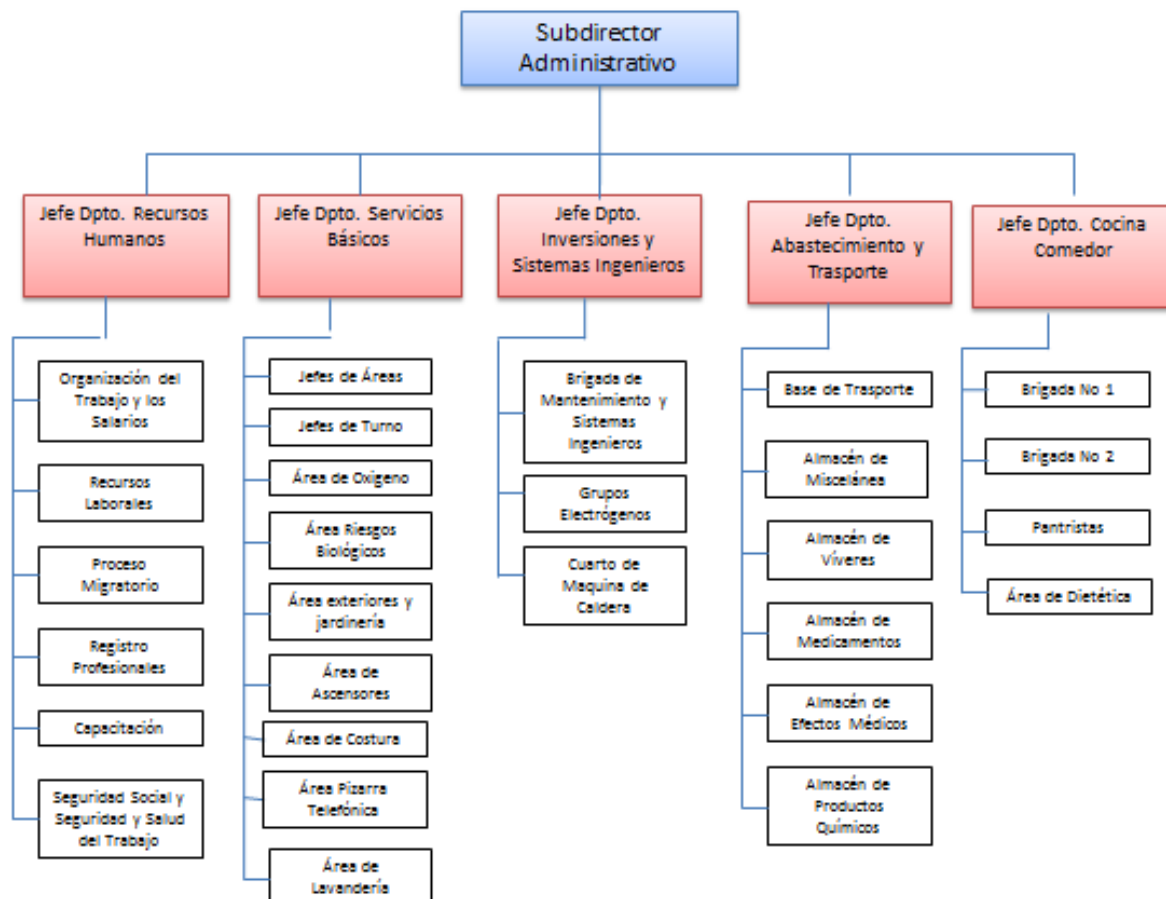 Subdirector
Administrativo
Jefe Dpto. Recursos
Humanos
Jefe Dpto. Servicios
Básicos
Jefe Dpto.
Inversiones y
Sistemas Ingenieros
Jefe Dpto.
Abastecimiento y
Trasporte
Jefe Dpto. Cocina
Comedor
Organización del
Trabajo y los
Salarios
Recursos
Laborales
Proceso
Migratorio
Registro
Profesionales
Capacitación
Seguridad Social y
Seguridad y Salud
del Trabajo
Jefes de Áreas
Jefes de Turno
Área de Oxigeno
Área Riesgos
Biológicos
Área exteriores y
jardinería
Área de
Ascensores
Área de Costura
Área Pizarra
Telefónica
Área de
Lavandería
Brigada de
Mantenimiento y
Sistemas
Ingenieros
Grupos
Electrógenos
Cuarto de
Maquina de
Caldera
Base de Trasporte
Almacén de
Miscelánea
Almacén de
Víveres
Almacén de
Medicamentos
Almacén de
Efectos Médicos
Almacén de
Productos
Químicos
Brigada No 1
Brigada No 2
Pantristas
Área de Dietética